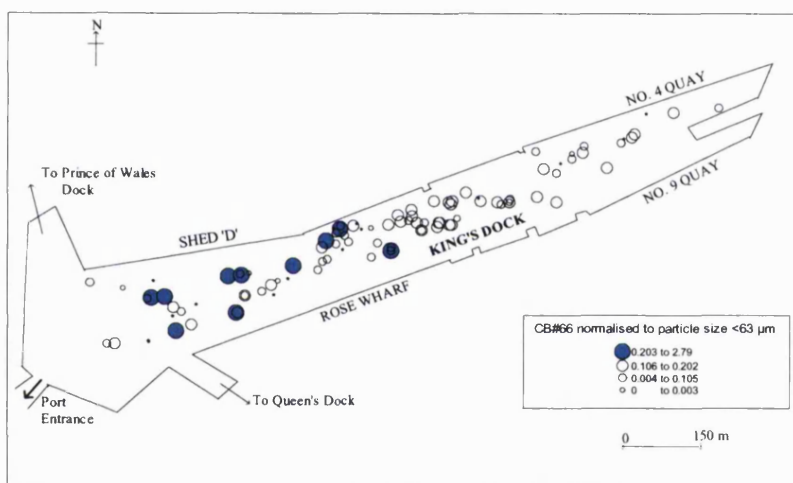 N
NO. 4 QUAY
To Prince of Wales
Dock
NO. 9 QUAY
SHED 'D'
KING'S DOCK
ROSE WHARF
CB#66 normalised to particle size <63 µm
0.203 to 2.79
0.106 to 0.202
0.004 to 0.105
0 to 0.003
Port
Entrance
To Queen's Dock
0 150 m